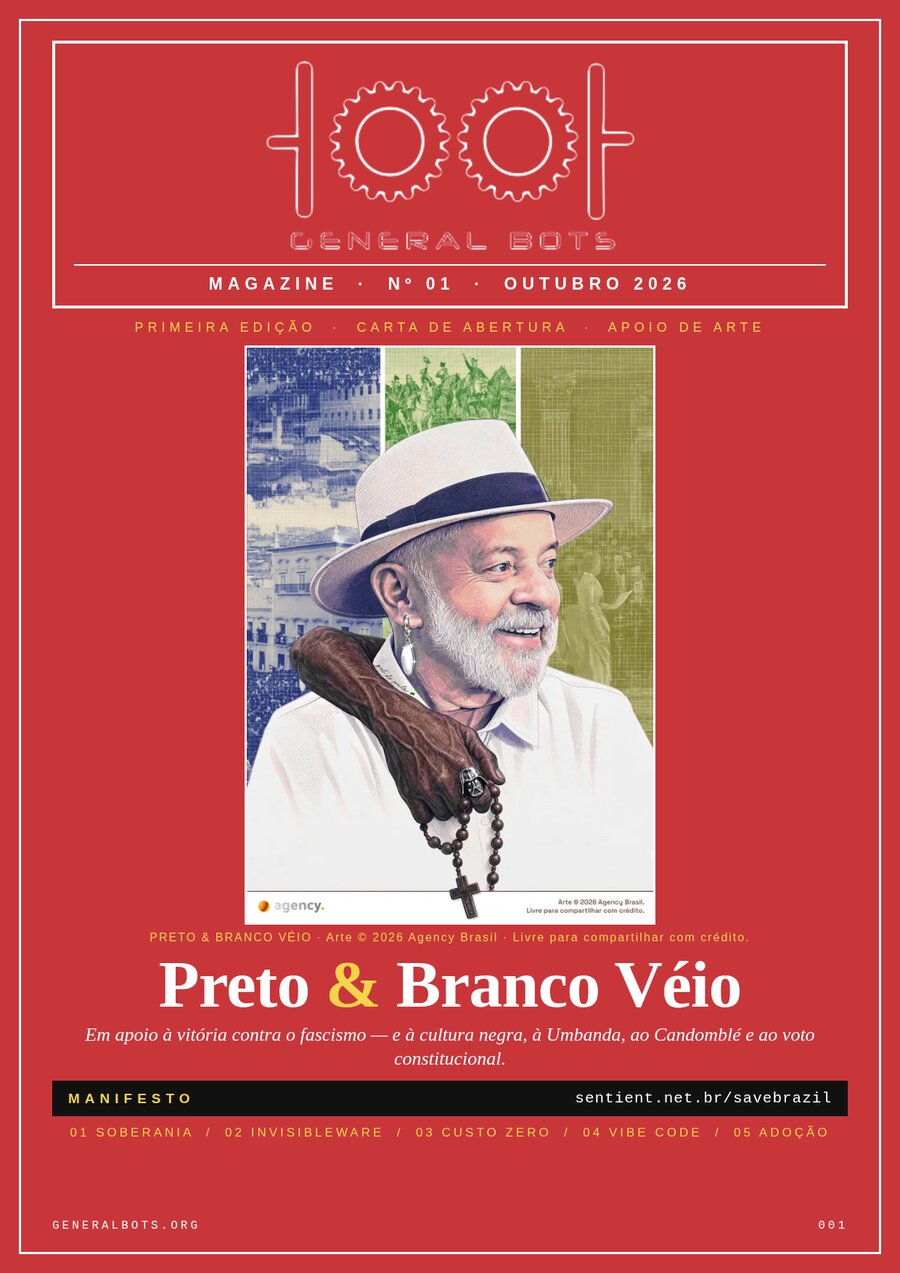 GENERAL BOTS
MAGAZINE · Nº 01 · OUTUBRO 2026
PRIMEIRA EDIÇÃO · CARTA DE ABERTURA · APOIO DE ARTE
agency.
Arte © 2026 Agency Brasil.
Livre para compartilhar com crédito.
PRETO & BRANCO VÉIO · Arte © 2026 Agency Brasil · Livre para compartilhar com crédito.
Preto & Branco Véio
Em apoio à vitória contra o fascismo — e à cultura negra, à Umbanda, ao Candomblé e ao voto
constitucional.
MANIFESTO sentient.net.br/savebrazil
01 SOBERANIA / 02 INVISIBLEWARE / 03 CUSTO ZERO / 04 VIBE CODE / 05 ADOÇÃO
GENERALBOTS.ORG 001